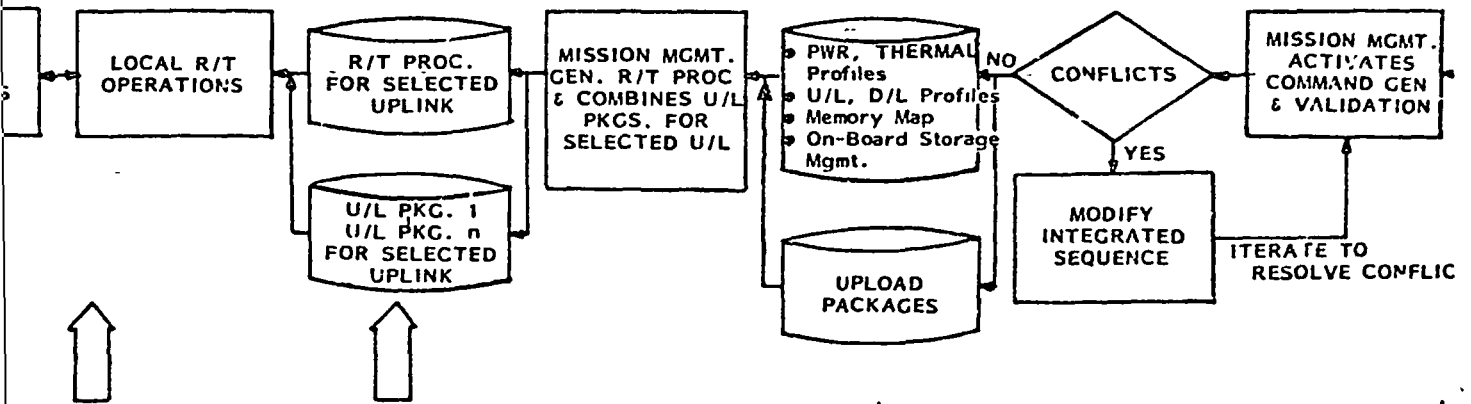 LOCAL R/T
OPERATIONS
R/T PROC.
FOR SELECTED
UPLINK
U/L PKG. 1
U/L PKG. n
FOR SELECTED
UPLINK
MISSION MGMT.
GEN. R/T PROC
& COMBINES U/L
PKGS. FOR
SELECTED U/L
PWR, THERMAL
Profiles
U/L, D/L Profiles
Memory Map
On-Board Storage
Mgmt.
UPLOAD
PACKAGES
NO
CONFLICTS
YES
MODIFY
INTEGRATED
SEQUENCE
MISSION MGMT.
ACTIVATES
COMMAND GEN
& VALIDATION
ITERATE TO
RESOLVE CONFLIC